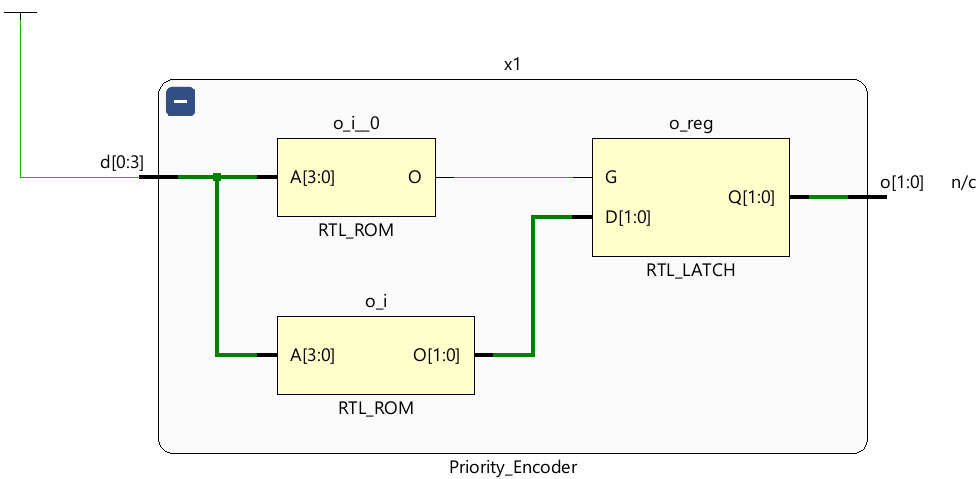 x1
o_i__0
o_reg
d[0:3]
A[3:0] O
G
D[1:0]
Q[1:0]
o[1:0] n/c
RTL_ROM
RTL_LATCH
o_i
A[3:0] O[1:0]
RTL_ROM
Priority_Encoder